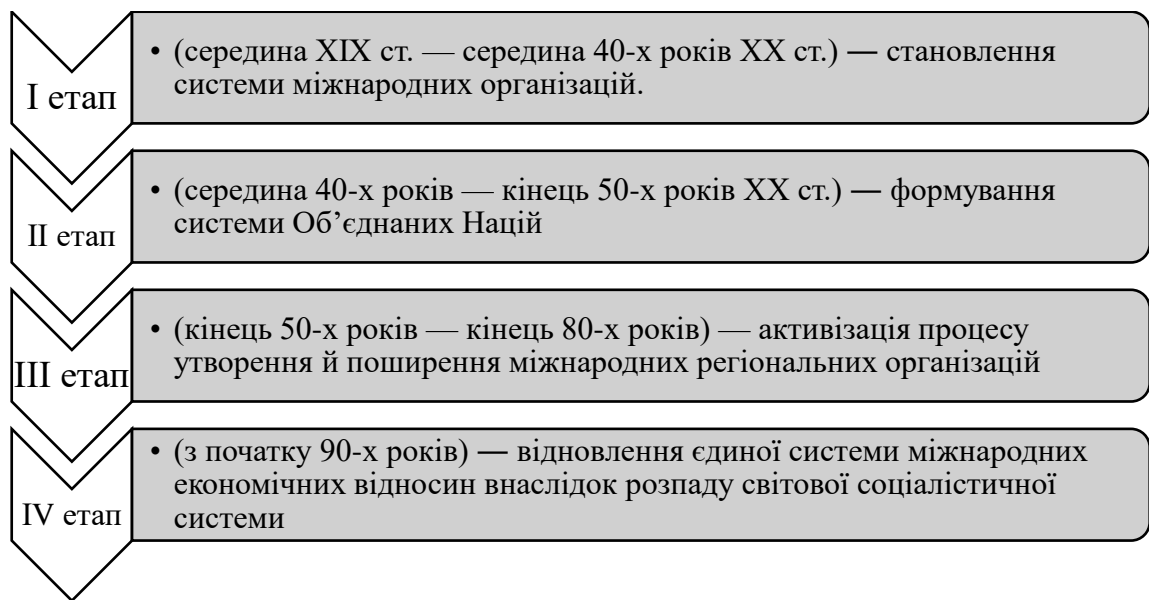 I етап
• (середина XIX ст. — середина 40-х років XX ст.) — становлення
системи міжнародних організацій.
II етап
• (середина 40-х років — кінець 50-х років XX ст.) — формування
системи Об’єднаних Націй
III етап
• (кінець 50-х років — кінець 80-х років) — активізація процесу
утворення й поширення міжнародних регіональних організацій
IV етап
• (з початку 90-х років) — відновлення єдиної системи міжнародних
економічних відносин внаслідок розпаду світової соціалістичної
системи